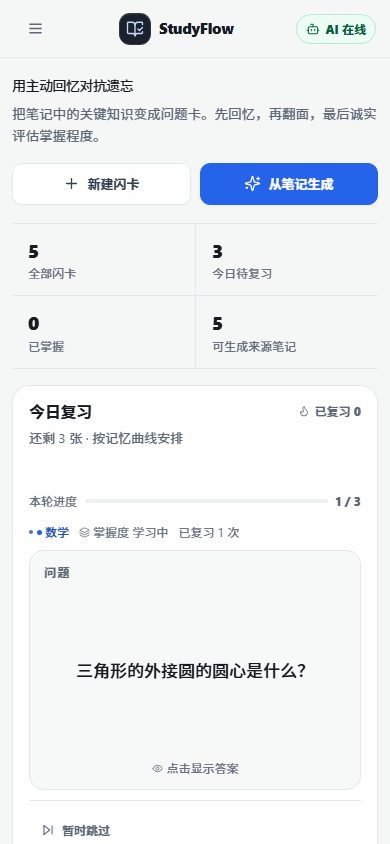 StudyFlow
AI 在线
用主动回忆对抗遗忘
把笔记中的关键知识变成问题卡。先回忆，再翻面，最后诚实
评估掌握程度。
新建闪卡
从笔记生成
5
全部闪卡
3
今日待复习
0
已掌握
5
可生成来源笔记
今日复习
已复习 0
还剩 3 张 · 按记忆曲线安排
本轮进度
1 / 3
数学
掌握度 学习中
已复习 1 次
问题
三角形的外接圆的圆心是什么？
点击显示答案
暂时跳过